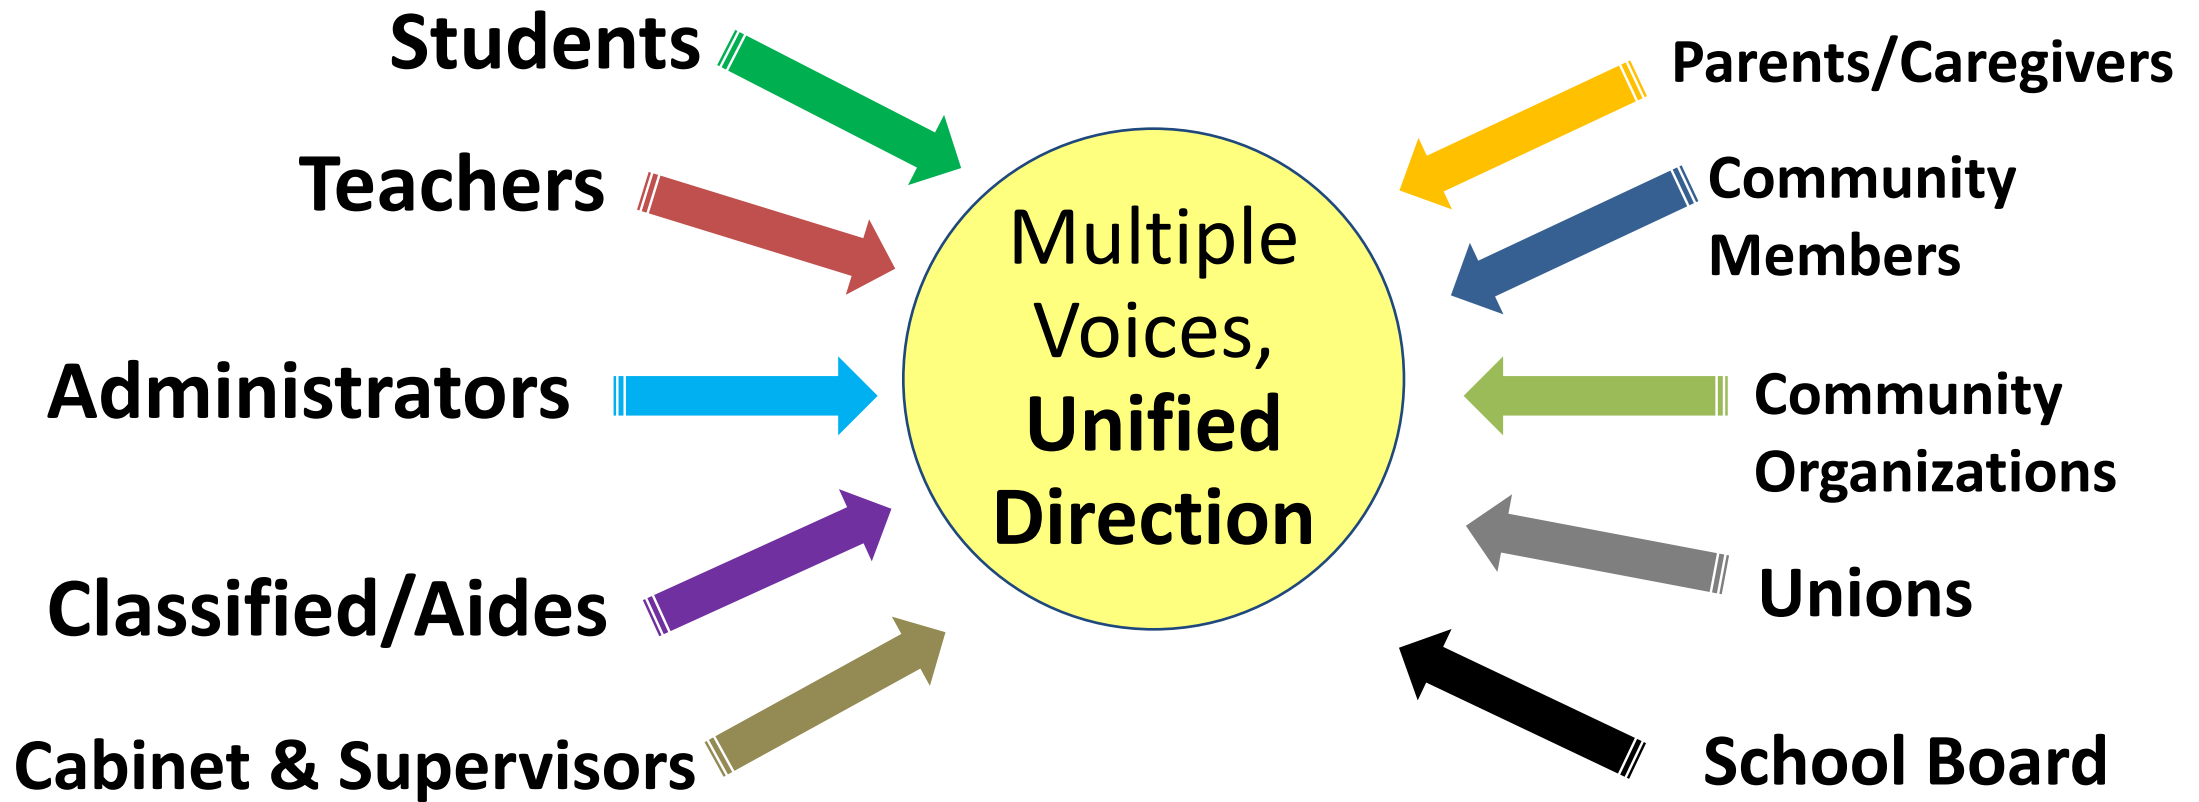 Students
Teachers
Administrators
Classified/Aides
Cabinet & Supervisors
Multiple
Voices,
Unified
Direction
Parents/Caregivers
Community
Members
Community
Organizations
Unions
School Board